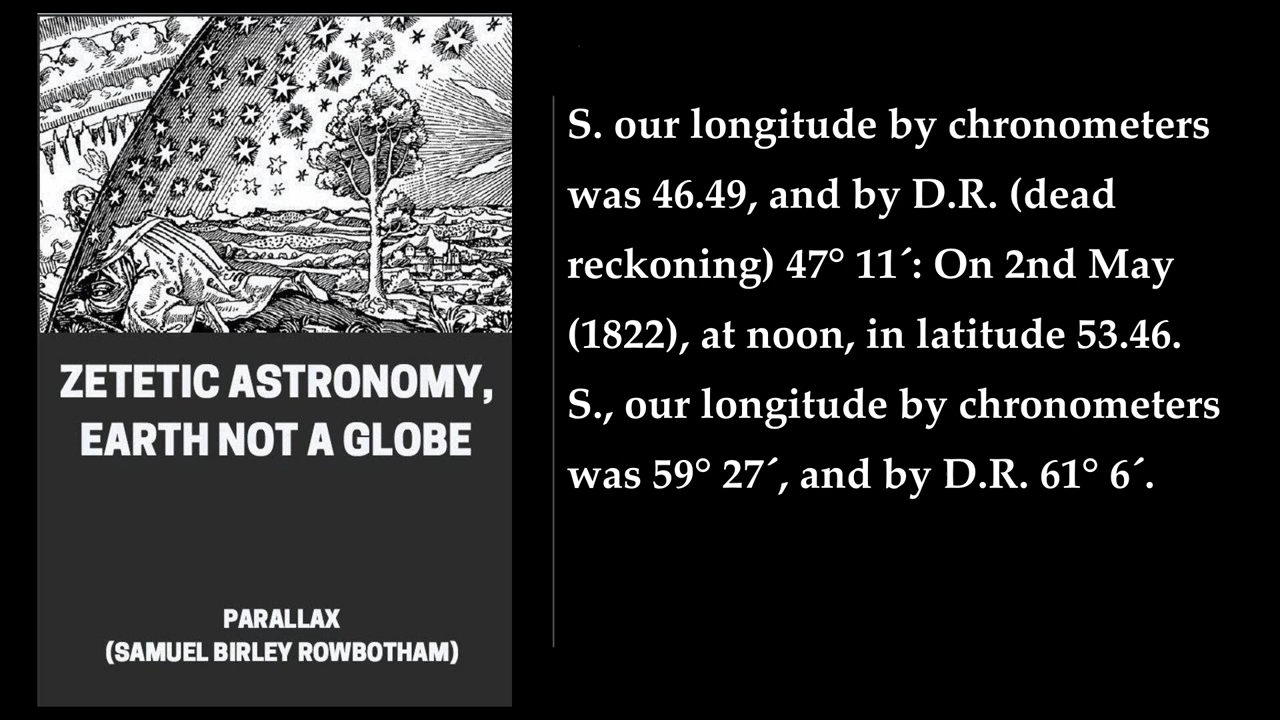 ZETETIC ASTRONOMY,
EARTH NOT A GLOBE
PARALLAX
(SAMUEL BIRLEY ROWBOTHAM)
S. our longitude by chronometers
was 46.49, and by D.R. (dead
reckoning) 47° 11´: On 2nd May
(1822), at noon, in latitude 53.46.
S., our longitude by chronometers
was 59° 27´, and by D.R. 61° 6´.